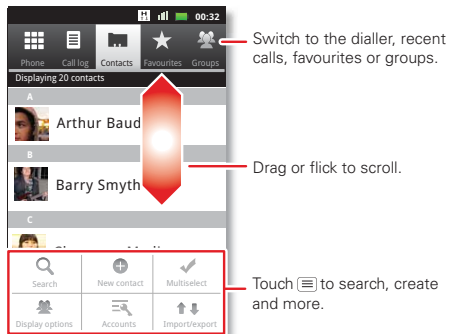 H 00:32
Phone Call log Contacts Favourites Groups
Displaying 20 contacts
A
Arthur Baud
B
Barry Smyth
C
Search New contact Multiselect
Display options Accounts Import/export
Switch to the dialler, recent
calls, favourites or groups.
Drag or flick to scroll.
Touch to search, create
and more.